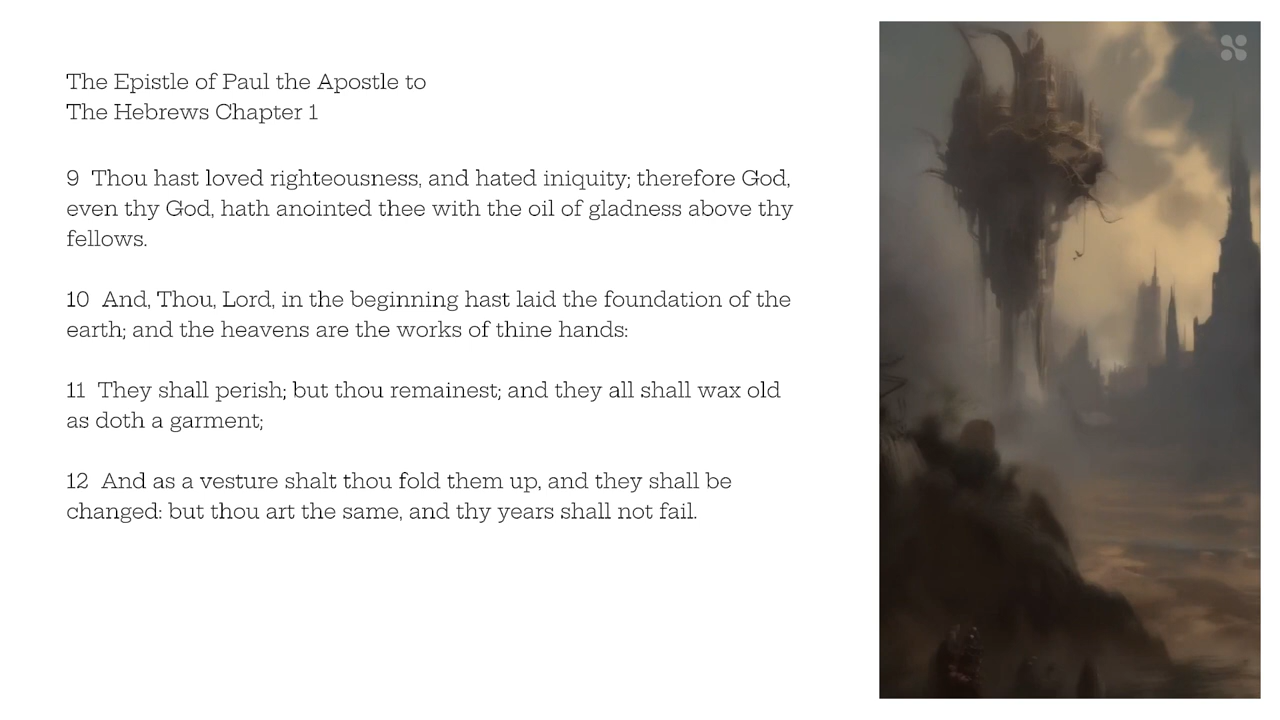 The Epistle of Paul the Apostle to
The Hebrews Chapter 1
9 Thou hast loved righteousness, and hated iniquity; therefore God,
even thy God, hath anointed thee with the oil of gladness above thy
fellows.
10 And, Thou, Lord, in the beginning hast laid the foundation of the
earth; and the heavens are the works of thine hands:
11 They shall perish; but thou remainest; and they all shall wax old
as doth a garment;
12 And as a vesture shalt thou fold them up, and they shall be
changed: but thou art the same, and thy years shall not fail.